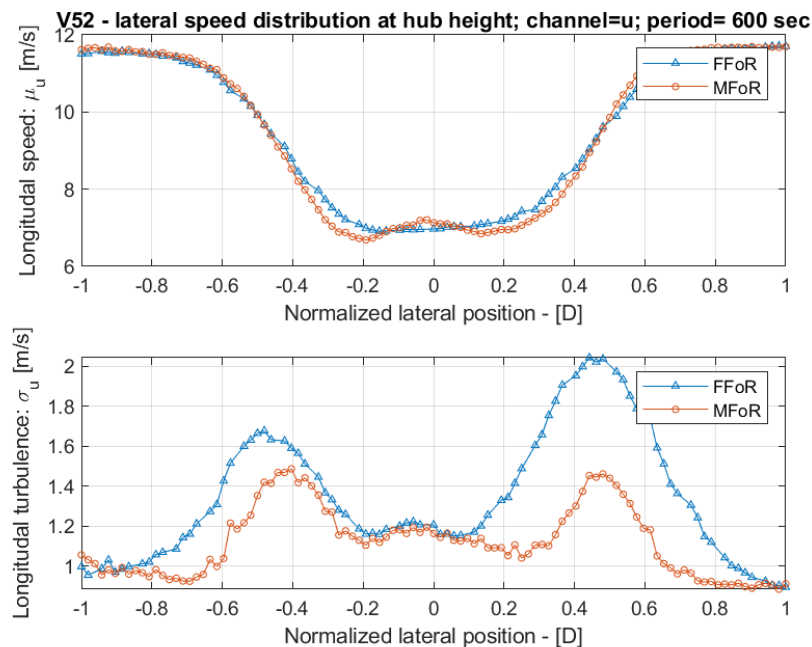 V52 - lateral speed distribution at hub height; channel=u; period= 600 sec
12
10
8
6
Longitudal speed: μ_u [m/s]
FFoR
MFoR
-1 -0.8 -0.6 -0.4 -0.2 0 0.2 0.4 0.6 0.8 1
Normalized lateral position - [D]
2
1.8
1.6
1.4
1.2
1
Longitudal turbulence: σ_u [m/s]
FFoR
MFoR
-1 -0.8 -0.6 -0.4 -0.2 0 0.2 0.4 0.6 0.8 1
Normalized lateral position - [D]